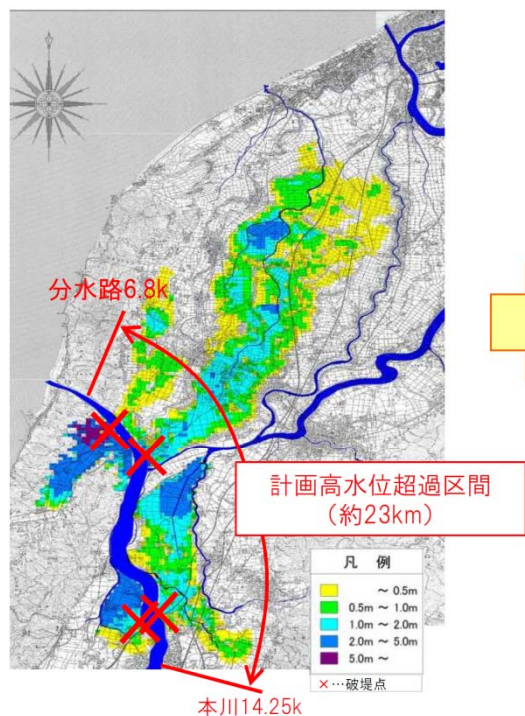 分水路6.8k
計画高水位超過区間
(約23km)
凡 例
～ 0.5m
0.5m ～ 1.0m
1.0m ～ 2.0m
2.0m ～ 5.0m
5.0m ～
×…破堤点
本川14.25k